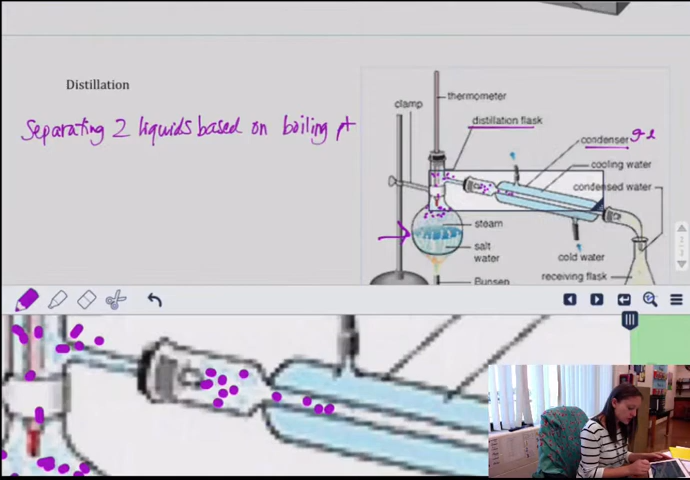 Distillation
Separating 2 liquids based on boiling pt
thermometer
clamp
distillation flask
condenser g-l
cooling water
condensed water
steam
salt
water
cold water
receiving flask
Bunsen